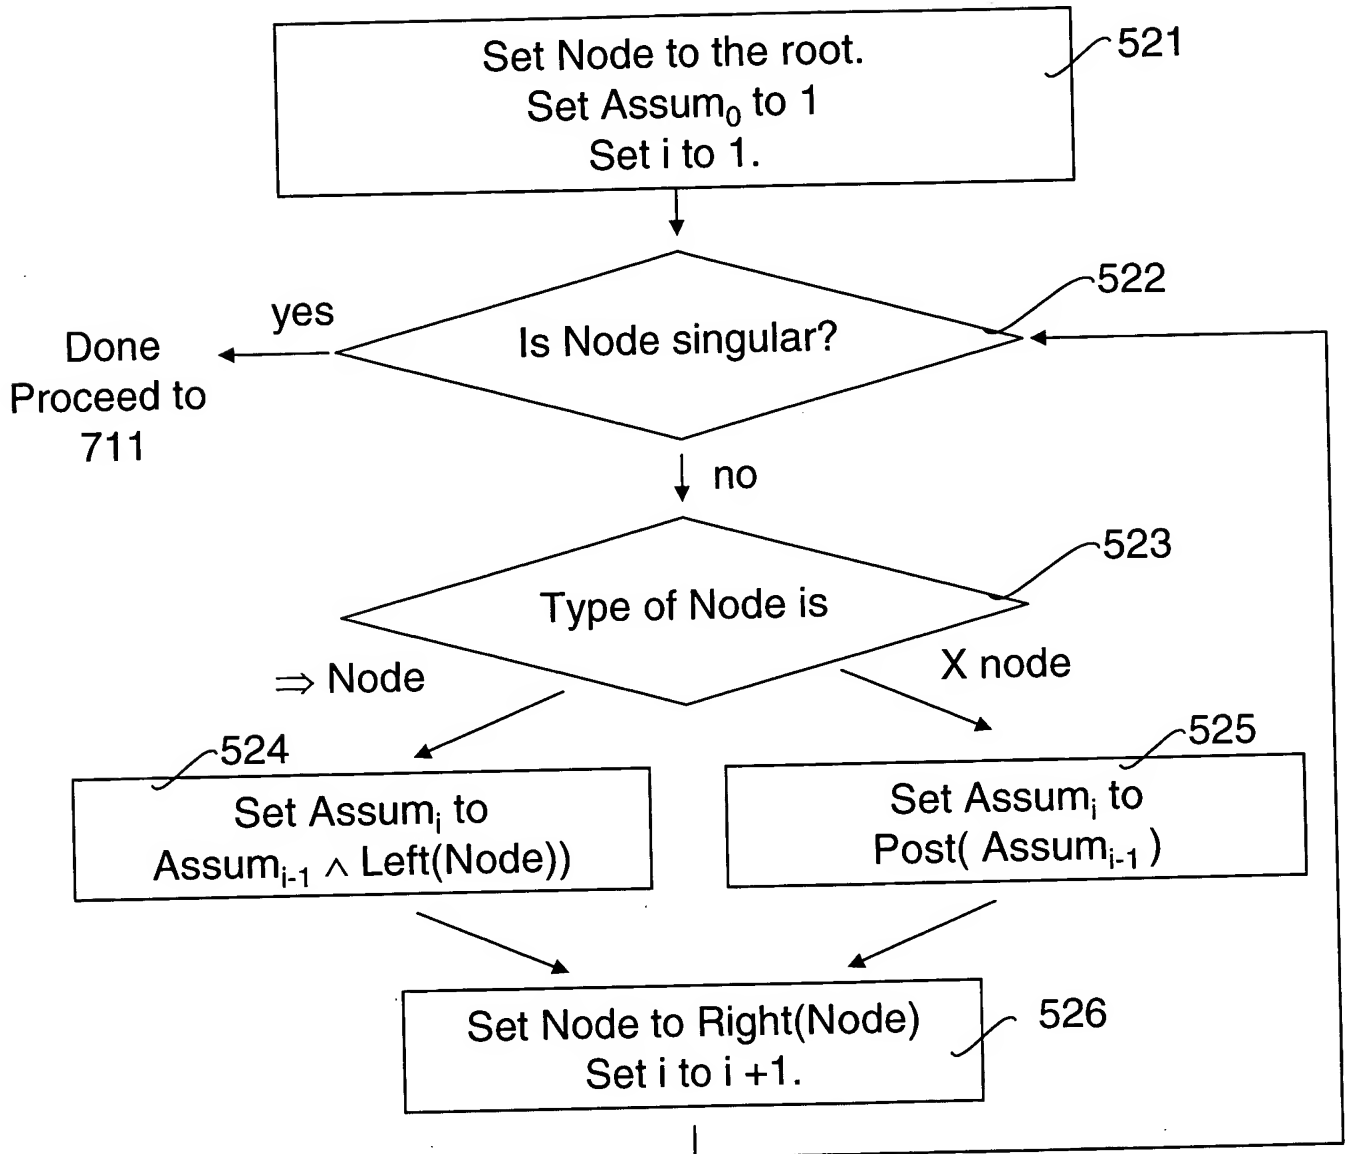 Set Node to the root.
Set Assum₀ to 1
Set i to 1.
521
Is Node singular?
522
yes
Done
Proceed to
711
no
Type of Node is
523
⇒ Node
X node
524
Set Assumᵢ to
Assumᵢ₋₁ ∧ Left(Node))
525
Set Assumᵢ to
Post( Assumᵢ₋₁ )
Set Node to Right(Node)
Set i to i +1.
526